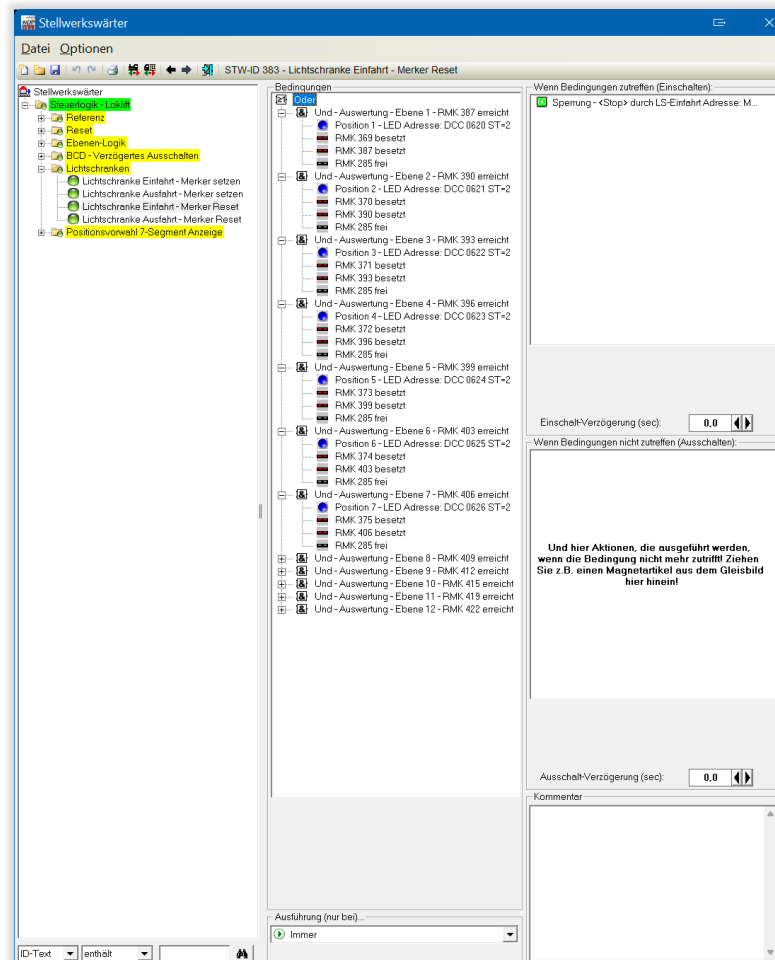 Stellwerkswärter
Datei Optionen
STW-ID 383 - Lichtschranke Einfahrt - Merker Reset
Stellwerkswärter
Steuerlogik - Loklift
Referenz
Reset
Ebenen-Logik
BCD - Verzögertes Ausschalten
Lichtschranken
Lichtschranke Einfahrt - Merker setzen
Lichtschranke Ausfahrt - Merker setzen
Lichtschranke Einfahrt - Merker Reset
Lichtschranke Ausfahrt - Merker Reset
Positionsvorwahl 7-Segment Anzeige
ID-Text
enthält
Bedingungen
Oder
Und - Auswertung - Ebene 1 - RMK 387 erreicht
Position 1 - LED Adresse: DCC 0620 ST=2
RMK 369 besetzt
RMK 387 besetzt
RMK 285 frei
Und - Auswertung - Ebene 2 - RMK 390 erreicht
Position 2 - LED Adresse: DCC 0621 ST=2
RMK 370 besetzt
RMK 390 besetzt
RMK 285 frei
Und - Auswertung - Ebene 3 - RMK 393 erreicht
Position 3 - LED Adresse: DCC 0622 ST=2
RMK 371 besetzt
RMK 393 besetzt
RMK 285 frei
Und - Auswertung - Ebene 4 - RMK 396 erreicht
Position 4 - LED Adresse: DCC 0623 ST=2
RMK 372 besetzt
RMK 396 besetzt
RMK 285 frei
Und - Auswertung - Ebene 5 - RMK 399 erreicht
Position 5 - LED Adresse: DCC 0624 ST=2
RMK 373 besetzt
RMK 399 besetzt
RMK 285 frei
Und - Auswertung - Ebene 6 - RMK 403 erreicht
Position 6 - LED Adresse: DCC 0625 ST=2
RMK 374 besetzt
RMK 403 besetzt
RMK 285 frei
Und - Auswertung - Ebene 7 - RMK 406 erreicht
Position 7 - LED Adresse: DCC 0626 ST=2
RMK 375 besetzt
RMK 406 besetzt
RMK 285 frei
Und - Auswertung - Ebene 8 - RMK 409 erreicht
Und - Auswertung - Ebene 9 - RMK 412 erreicht
Und - Auswertung - Ebene 10 - RMK 415 erreicht
Und - Auswertung - Ebene 11 - RMK 419 erreicht
Und - Auswertung - Ebene 12 - RMK 422 erreicht
Ausführung (nur bei)...
Immer
Wenn Bedingungen zutreffen (Einschalten):
Sperrung - <Stop> durch LS-Einfahrt Adresse: M...
Einschalt-Verzögerung (sec): 0,0
Wenn Bedingungen nicht zutreffen (Ausschalten):
Und hier Aktionen, die ausgeführt werden,
wenn die Bedingung nicht mehr zutrifft! Ziehen
Sie z.B. einen Magnetartikel aus dem Gleisbild
hier hinein!
Ausschalt-Verzögerung (sec): 0,0
Kommentar